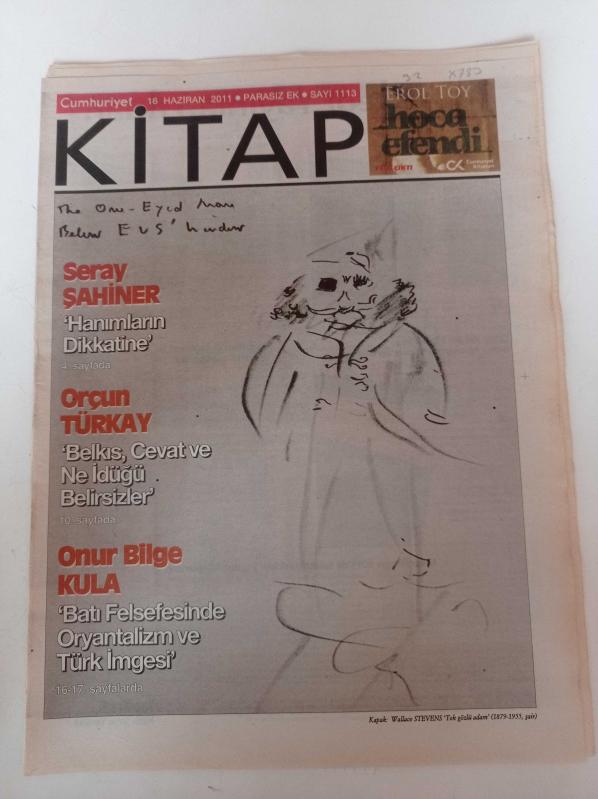 Cumhuriyet 16 HAZİRAN 2011 • PARASIZ EK • SAYI 1113
KİTAP
EROL TOY
hoca
efendi
Cumhuriyet
Kitapları
The One-Eyed Man
Below
Seray
ŞAHİNER
‘Hanımların
Dikkatine’
4. sayfada
Orçun
TÜRKAY
‘Belkıs, Cevat ve
Ne İdüğü
Belirsizler’
10. sayfada
Onur Bilge
KULA
‘Batı Felsefesinde
Oryantalizm ve
Türk İmgesi’
16-17. sayfalarda
Kapak: Wallace STEVENS ‘Tek gözlü adam’ (1879-1955, şair)